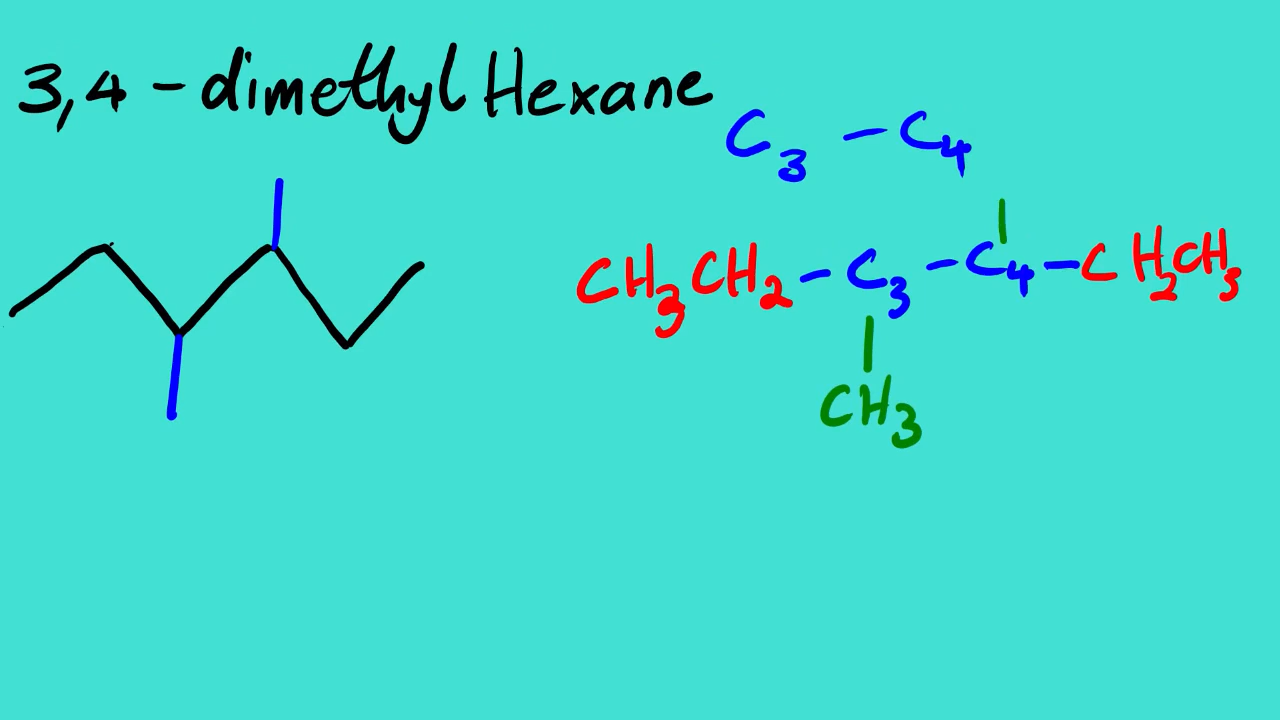 3,4 - dimethyl Hexane
C3 - C4
CH3CH2 - C3 - C4 - CH2CH3
CH3